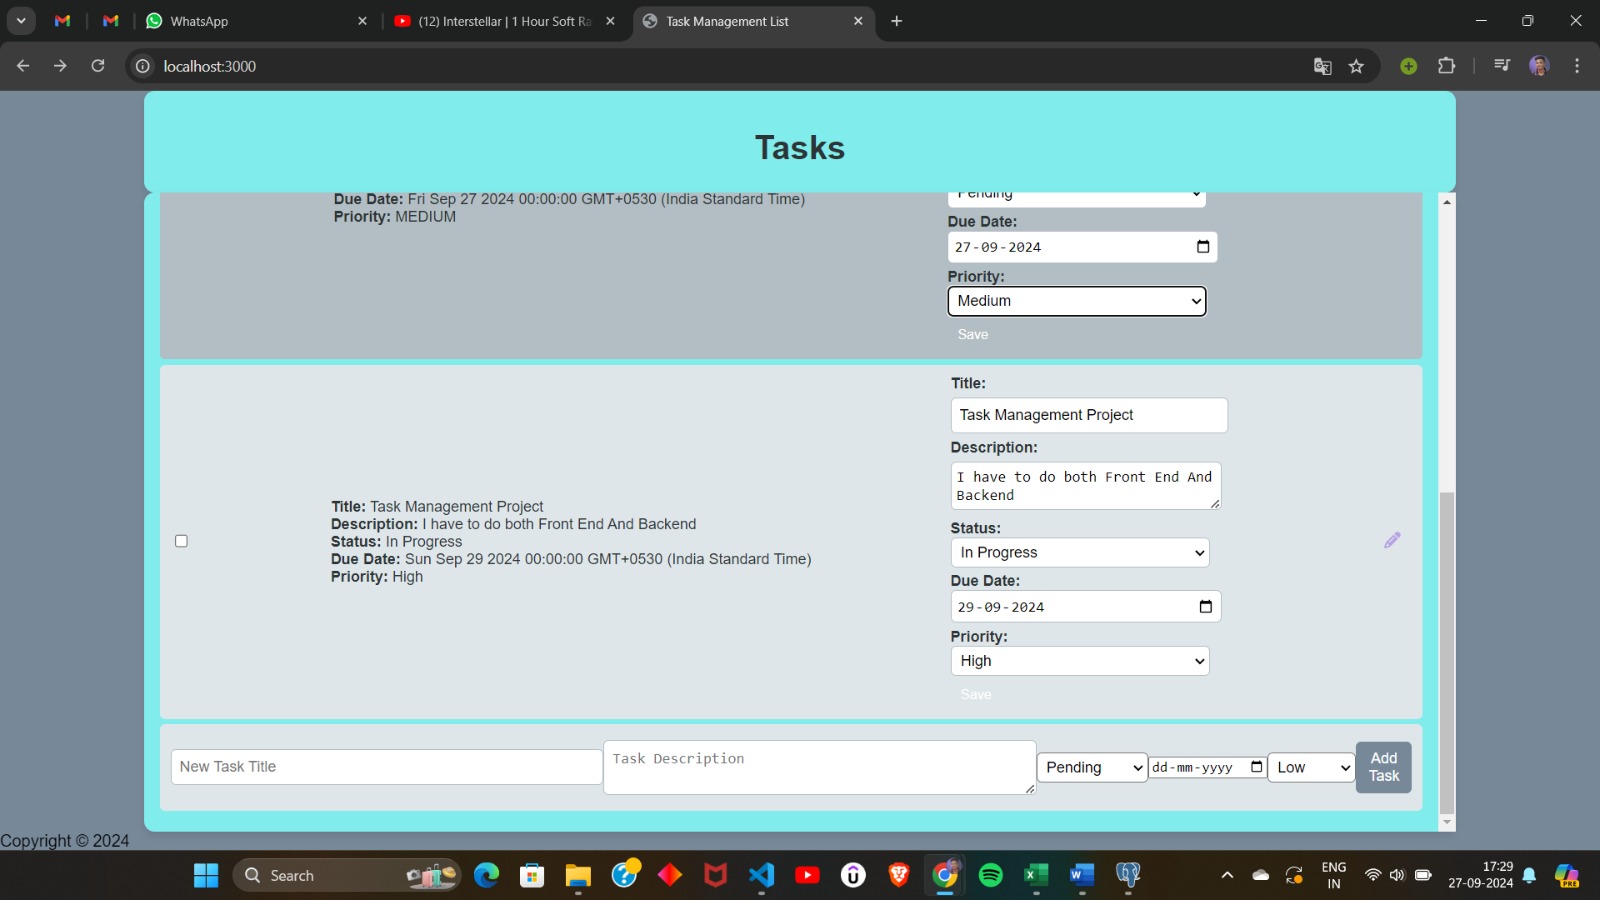 WhatsApp
(12) Interstellar | 1 Hour Soft Ra
Task Management List
localhost:3000
Tasks
Due Date: Fri Sep 27 2024 00:00:00 GMT+0530 (India Standard Time)
Priority: MEDIUM
Pending
Due Date:
27-09-2024
Priority:
Medium
Save
Title: Task Management Project
Description: I have to do both Front End And Backend
Status: In Progress
Due Date: Sun Sep 29 2024 00:00:00 GMT+0530 (India Standard Time)
Priority: High
Title:
Task Management Project
Description:
I have to do both Front End And
Backend
Status:
In Progress
Due Date:
29-09-2024
Priority:
High
Save
New Task Title
Task Description
Pending
dd-mm-yyyy
Low
Add
Task
Copyright © 2024
Search
ENG
IN
17:29
27-09-2024
PRE